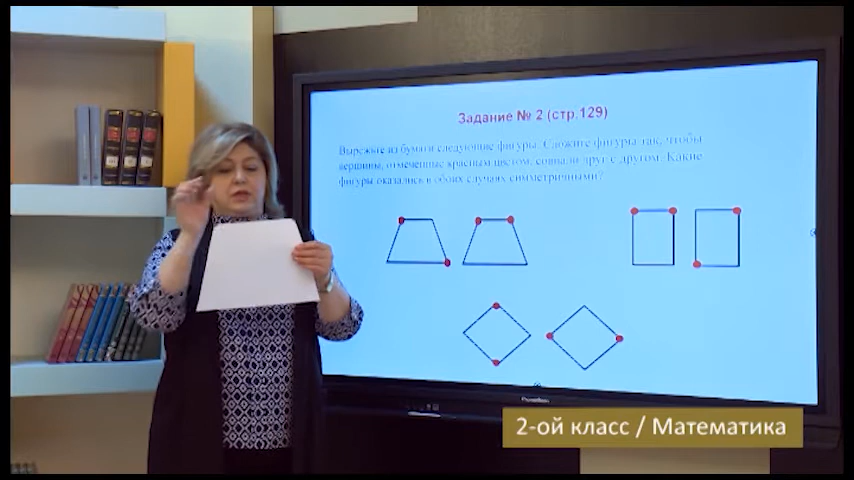 Задание № 2 (стр.129)
Вырежьте из бумаги следующие фигуры. Сложите фигуры так, чтобы
вершины, отмеченные красным цветом, совпали друг с другом. Какие
фигуры оказались в обоих случаях симметричными?
2-ой класс / Математика